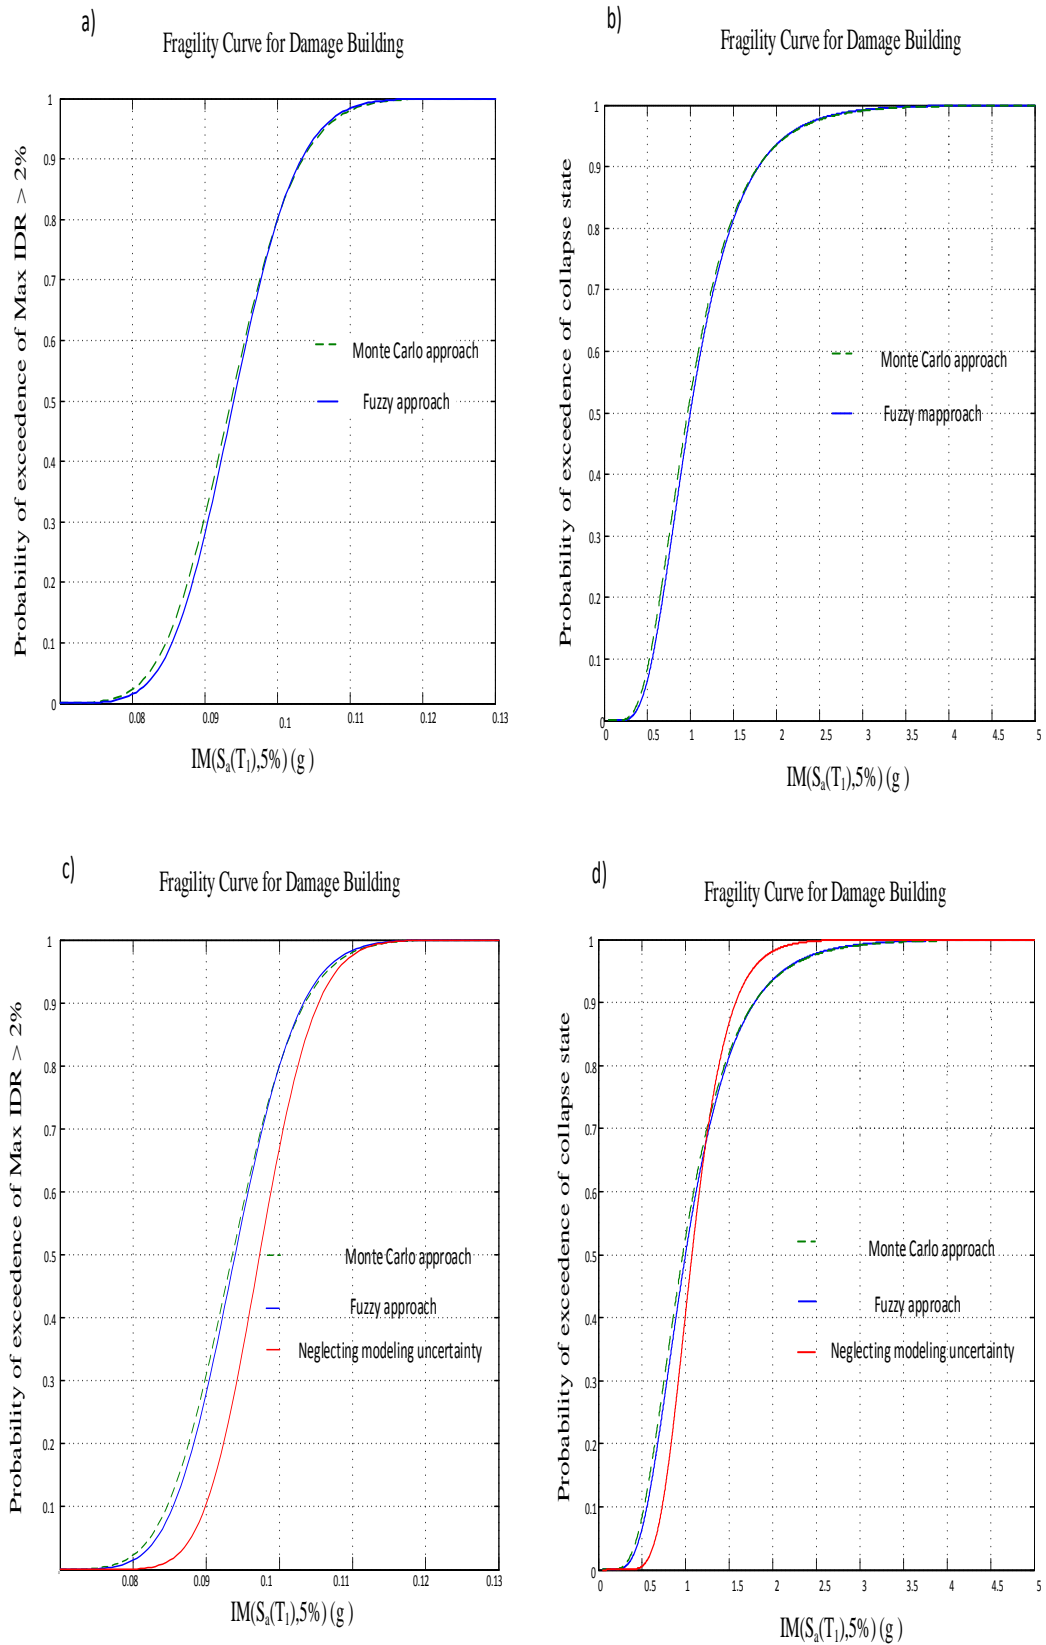 a)
Fragility Curve for Damage Building
Probability of exceedence of Max IDR > 2%
1
0.9
0.8
0.7
0.6
0.5
0.4
0.3
0.2
0.1
0
Monte Carlo approach
Fuzzy approach
0.08 0.09 0.1 0.11 0.12 0.13
IM(Sa(T1),5%) (g )
b)
Fragility Curve for Damage Building
Probability of exceedence of collapse state
1
0.9
0.8
0.7
0.6
0.5
0.4
0.3
0.2
0.1
0
Monte Carlo approach
Fuzzy mapproach
0.5 1 1.5 2 2.5 3 3.5 4 4.5 5
IM(Sa(T1),5%) (g )
c)
Fragility Curve for Damage Building
Probability of exceedence of Max IDR > 2%
1
0.9
0.8
0.7
0.6
0.5
0.4
0.3
0.2
0.1
Monte Carlo approach
Fuzzy approach
Neglecting modeling uncertainty
0.08 0.09 0.1 0.11 0.12 0.13
IM(Sa(T1),5%) (g )
d)
Fragility Curve for Damage Building
Probability of exceedence of collapse state
1
0.9
0.8
0.7
0.6
0.5
0.4
0.3
0.2
0.1
0
Monte Carlo approach
Fuzzy approach
Neglecting modeling uncertainty
0 0.5 1 1.5 2 2.5 3 3.5 4 4.5 5
IM(Sa(T1),5%) (g )